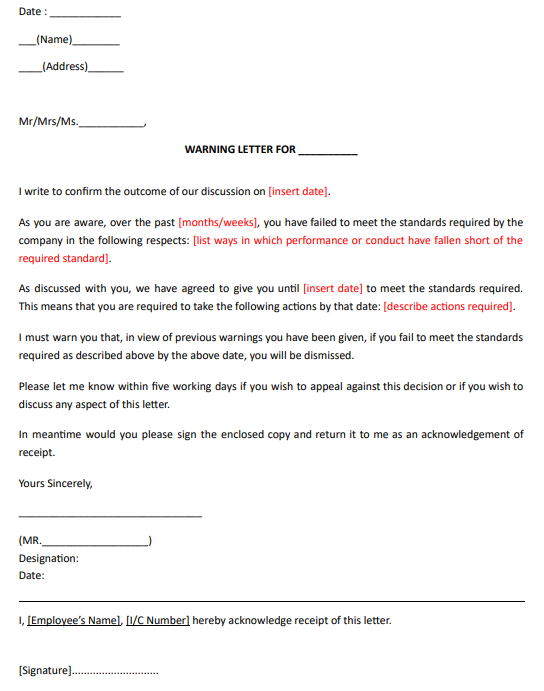 Date : ____________
___(Name)________
____(Address)______
Mr/Mrs/Ms.___________,
WARNING LETTER FOR __________
I write to confirm the outcome of our discussion on [insert date].
As you are aware, over the past [months/weeks], you have failed to meet the standards required by the
company in the following respects: [list ways in which performance or conduct have fallen short of the
required standard].
As discussed with you, we have agreed to give you until [insert date] to meet the standards required.
This means that you are required to take the following actions by that date: [describe actions required].
I must warn you that, in view of previous warnings you have been given, if you fail to meet the standards
required as described above by the above date, you will be dismissed.
Please let me know within five working days if you wish to appeal against this decision or if you wish to
discuss any aspect of this letter.
In meantime would you please sign the enclosed copy and return it to me as an acknowledgement of
receipt.
Yours Sincerely,
________________________________
(MR.___________________)
Designation:
Date:
I, [Employee's Name], [I/C Number] hereby acknowledge receipt of this letter.
[Signature]............................